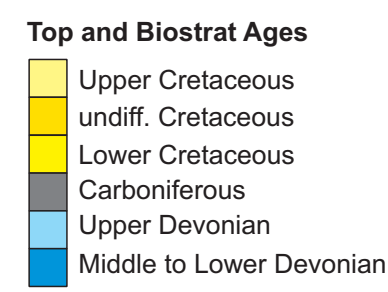 Top and Biostrat Ages
Upper Cretaceous
undiff. Cretaceous
Lower Cretaceous
Carboniferous
Upper Devonian
Middle to Lower Devonian